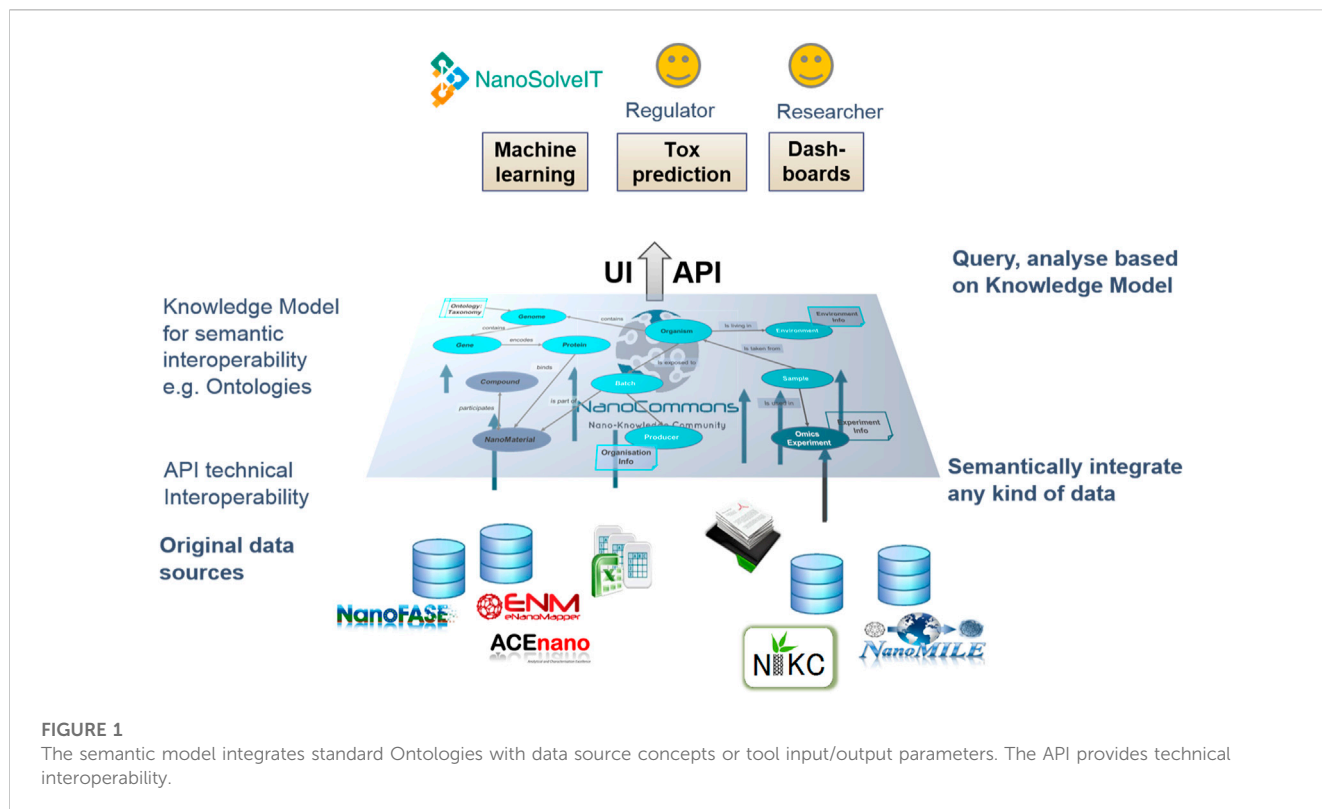 NanoSolveIT
Regulator
Researcher
Machine
learning
Tox
prediction
Dash-
boards
UI
API
Query, analyse based
on Knowledge Model
Knowledge Model
for semantic
interoperability
e.g. Ontologies
Ontology:
Taxonomy
Genome
contains
contains
Organism
Is living in
Environment
Environment
Info
Gene
encodes
Protein
Is exposed to
Is taken from
binds
Compound
Batch
Sample
participates
Is part of
NanoCommons
Nano-Knowledge Community
Is used in
NanoMaterial
Producer
Organisation
Info
Omics
Experiment
Experiment
Info
API technical
Interoperability
Semantically integrate
any kind of data
Original data
sources
NanoFASE
ENM
eNanoMapper
ACEnano
NIKC
NanoMILE
FIGURE 1
The semantic model integrates standard Ontologies with data source concepts or tool input/output parameters. The API provides technical
interoperability.